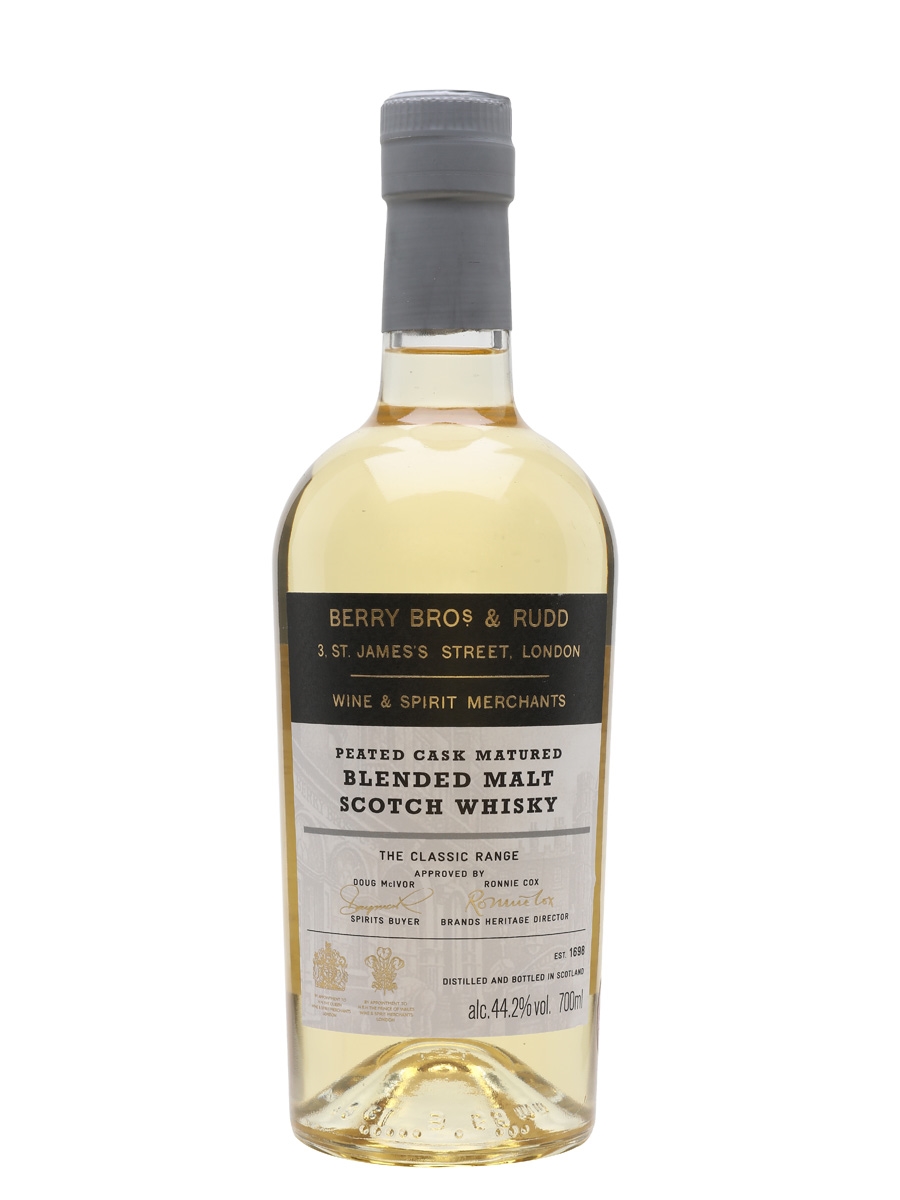 BERRY BROS & RUDD
3, ST. JAMES'S STREET, LONDON
WINE & SPIRIT MERCHANTS
PEATED CASK MATURED
BLENDED MALT
SCOTCH WHISKY
THE CLASSIC RANGE
APPROVED BY
DOUG McIVOR RONNIE COX
Ronnie Cox
SPIRITS BUYER BRANDS HERITAGE DIRECTOR
EST. 1698
DISTILLED AND BOTTLED IN SCOTLAND
alc. 44.2% vol. 700ml